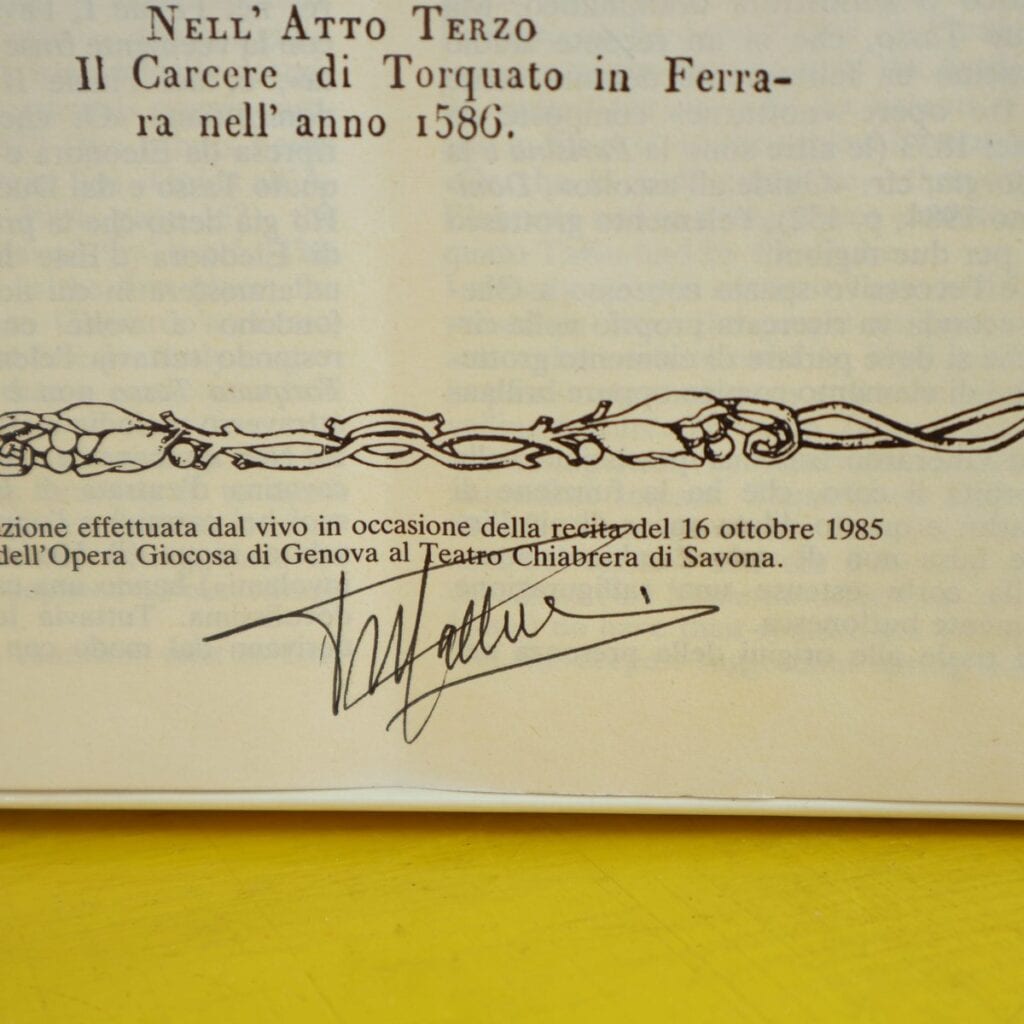 NELL' ATTO TERZO
Il Carcere di Torquato in Ferra-
ra nell' anno 1586.
zione effettuata dal vivo in occasione della recita del 16 ottobre 1985
dell'Opera Giocosa di Genova al Teatro Chiabrera di Savona.